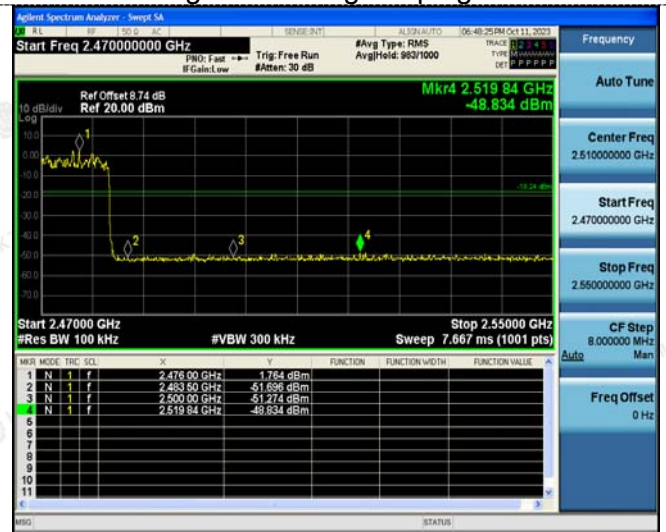 Agilent Spectrum Analyzer - Swept SA
RL RF 50 Ω AC SENSE:INT ALIGNAUTO 06:48:25 PM Oct 11, 2023
Start Freq 2.470000000 GHz
PNO: Fast
IFGain:Low
Trig: Free Run
#Atten: 30 dB
#Avg Type: RMS
Avg|Hold: 983/1000
TRACE 1 2 3 4 5 6
TYPE M
DET P P P P P P
Frequency
Ref Offset 8.74 dB
Ref 20.00 dBm
10 dB/div
Log
Mkr4 2.519 84 GHz
-48.834 dBm
10.0
0.00
-10.0
-20.0
-30.0
-40.0
-50.0
-60.0
-70.0
1
2
3
4
Start 2.47000 GHz
#Res BW 100 kHz
#VBW 300 kHz
Stop 2.55000 GHz
Sweep 7.667 ms (1001 pts)
MKR MODE TRC SCL X Y FUNCTION FUNCTION WIDTH FUNCTION VALUE
1 N 1 f 2.476 00 GHz 1.764 dBm
2 N 1 f 2.483 50 GHz -51.696 dBm
3 N 1 f 2.500 00 GHz -51.274 dBm
4 N 1 f 2.519 84 GHz -48.834 dBm
5
6
7
8
9
10
11
MSG STATUS
Auto Tune
Center Freq
2.510000000 GHz
Start Freq
2.470000000 GHz
Stop Freq
2.550000000 GHz
CF Step
8.000000 MHz
Auto Man
Freq Offset
0 Hz